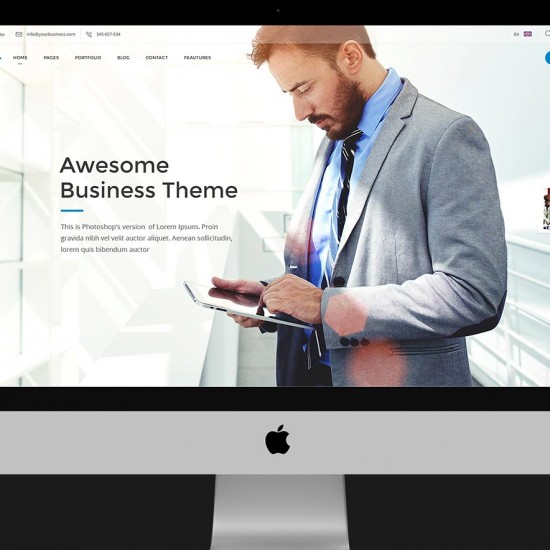 info@yourbusiness.com 345-657-534 En
HOME PAGES PORTFOLIO BLOG CONTACT FEAUTURES
Awesome
Business Theme
This is Photoshop's version of Lorem Ipsum. Proin
gravida nibh vel velit auctor aliquet. Aenean sollicitudin,
lorem quis bibendum auctor